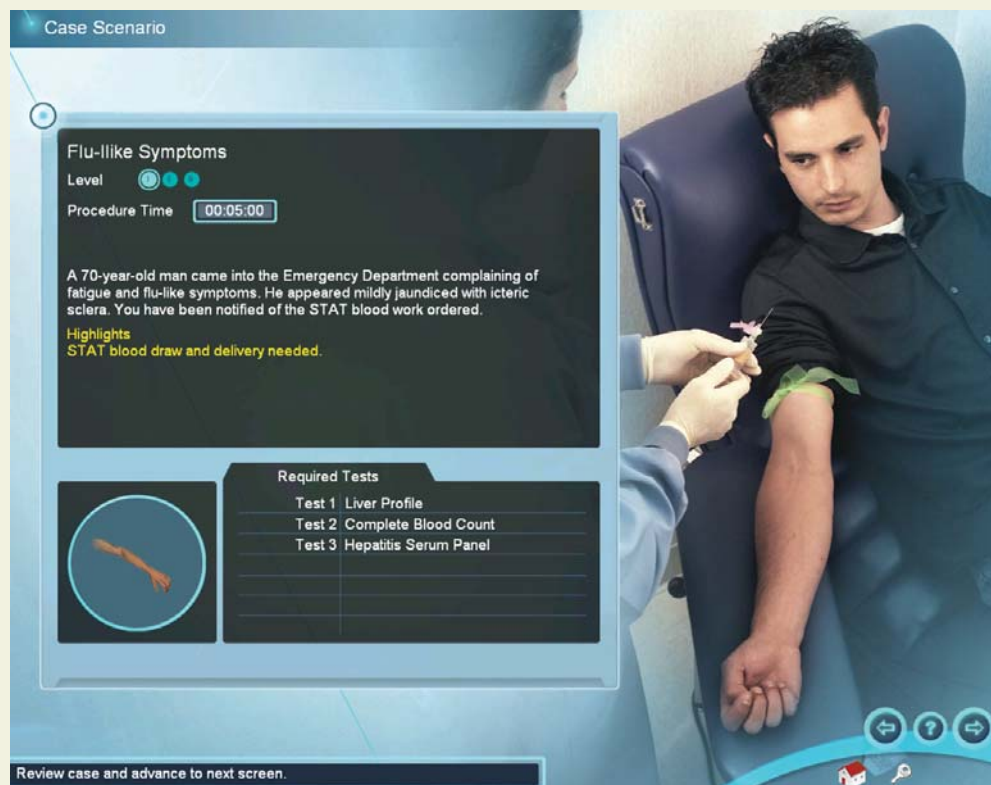 Case Scenario
Flu-llike Symptoms
Level
Procedure Time 00:05:00
A 70-year-old man came into the Emergency Department complaining of
fatigue and flu-like symptoms. He appeared mildly jaundiced with icteric
sclera. You have been notified of the STAT blood work ordered.
Highlights
STAT blood draw and delivery needed.
Required Tests
Test 1 Liver Profile
Test 2 Complete Blood Count
Test 3 Hepatitis Serum Panel
?
Review case and advance to next screen.